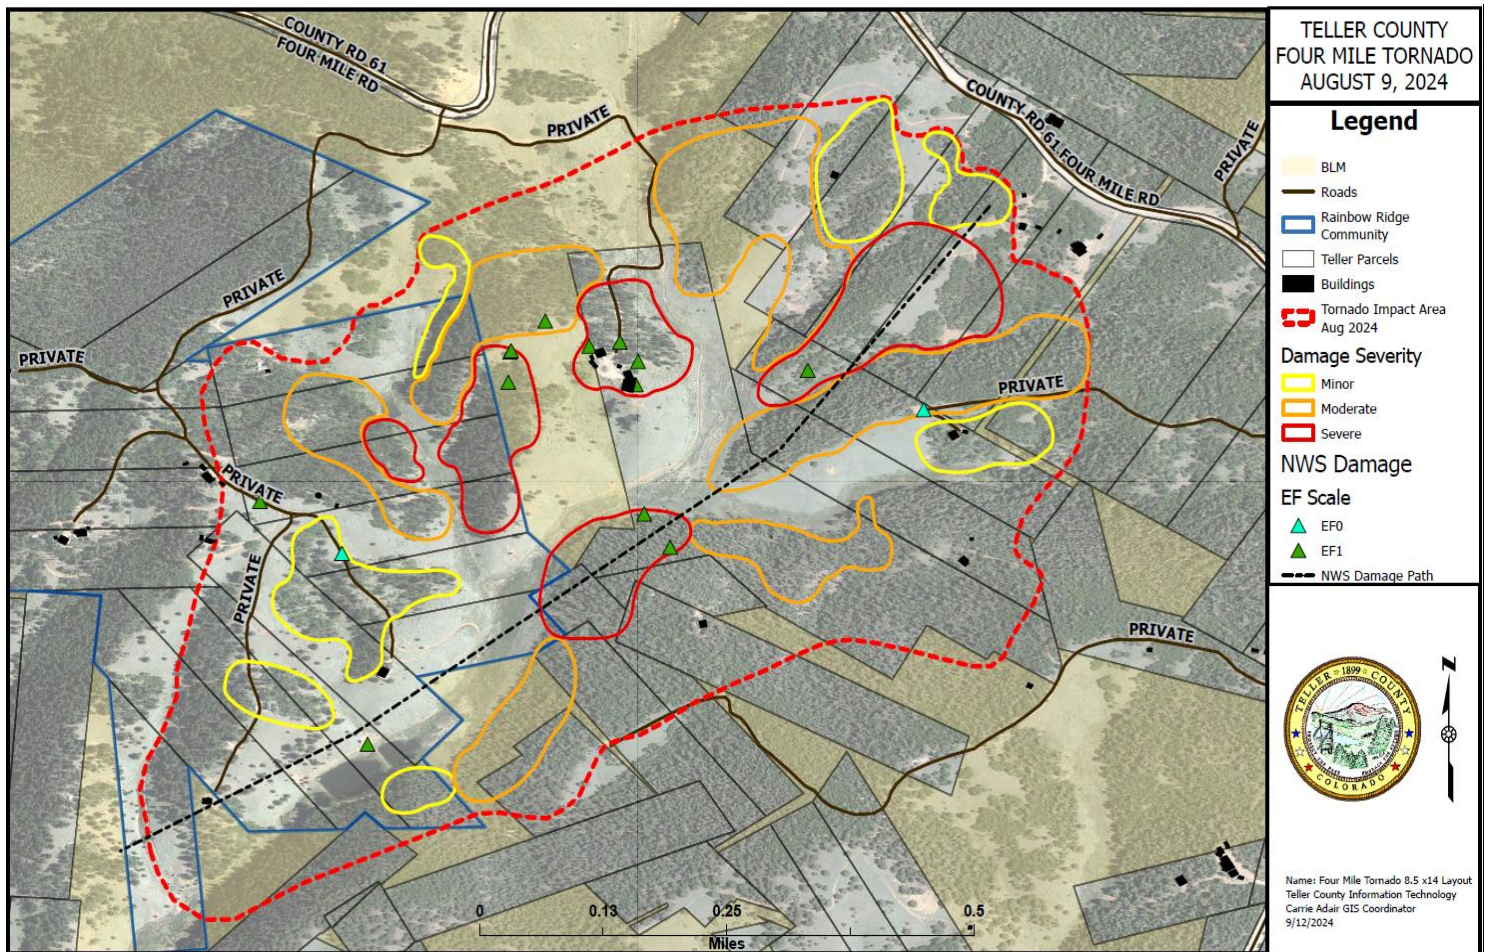 TELLER COUNTY
FOUR MILE TORNADO
AUGUST 9, 2024
Legend
BLM
Roads
Rainbow Ridge
Community
Teller Parcels
Buildings
Tornado Impact Area
Aug 2024
Damage Severity
Minor
Moderate
Severe
NWS Damage
EF Scale
EF0
EF1
NWS Damage Path
COUNTY RD 61
FOUR MILE RD
PRIVATE
COUNTY RD 61 FOUR MILE RD
PRIVATE
PRIVATE
PRIVATE
PRIVATE
PRIVATE
PRIVATE
PRIVATE
0
0.13
0.25
0.5
Miles
N
TELLER 1899 COUNTY
COLORADO
Name: Four Mile Tornado 8.5 x14 Layout
Teller County Information Technology
Carrie Adair GIS Coordinator
9/12/2024